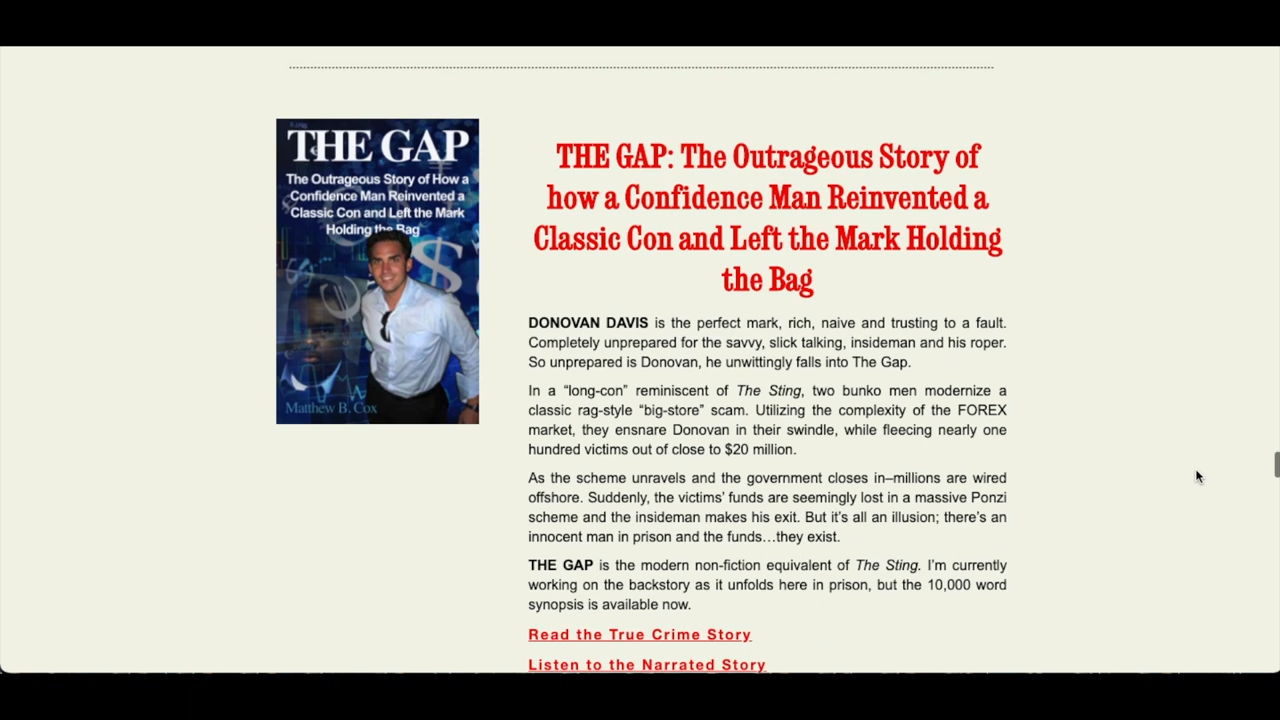 THE GAP
The Outrageous Story of How a
Confidence Man Reinvented a
Classic Con and Left the Mark
Holding the Bag
Matthew B. Cox
THE GAP: The Outrageous Story of
how a Confidence Man Reinvented a
Classic Con and Left the Mark Holding
the Bag
DONOVAN DAVIS is the perfect mark, rich, naive and trusting to a fault.
Completely unprepared for the savvy, slick talking, insideman and his roper.
So unprepared is Donovan, he unwittingly falls into The Gap.
In a “long-con” reminiscent of The Sting, two bunko men modernize a
classic rag-style “big-store” scam. Utilizing the complexity of the FOREX
market, they ensnare Donovan in their swindle, while fleecing nearly one
hundred victims out of close to $20 million.
As the scheme unravels and the government closes in–millions are wired
offshore. Suddenly, the victims’ funds are seemingly lost in a massive Ponzi
scheme and the insideman makes his exit. But it’s all an illusion; there’s an
innocent man in prison and the funds…they exist.
THE GAP is the modern non-fiction equivalent of The Sting. I’m currently
working on the backstory as it unfolds here in prison, but the 10,000 word
synopsis is available now.
Read the True Crime Story
Listen to the Narrated Story